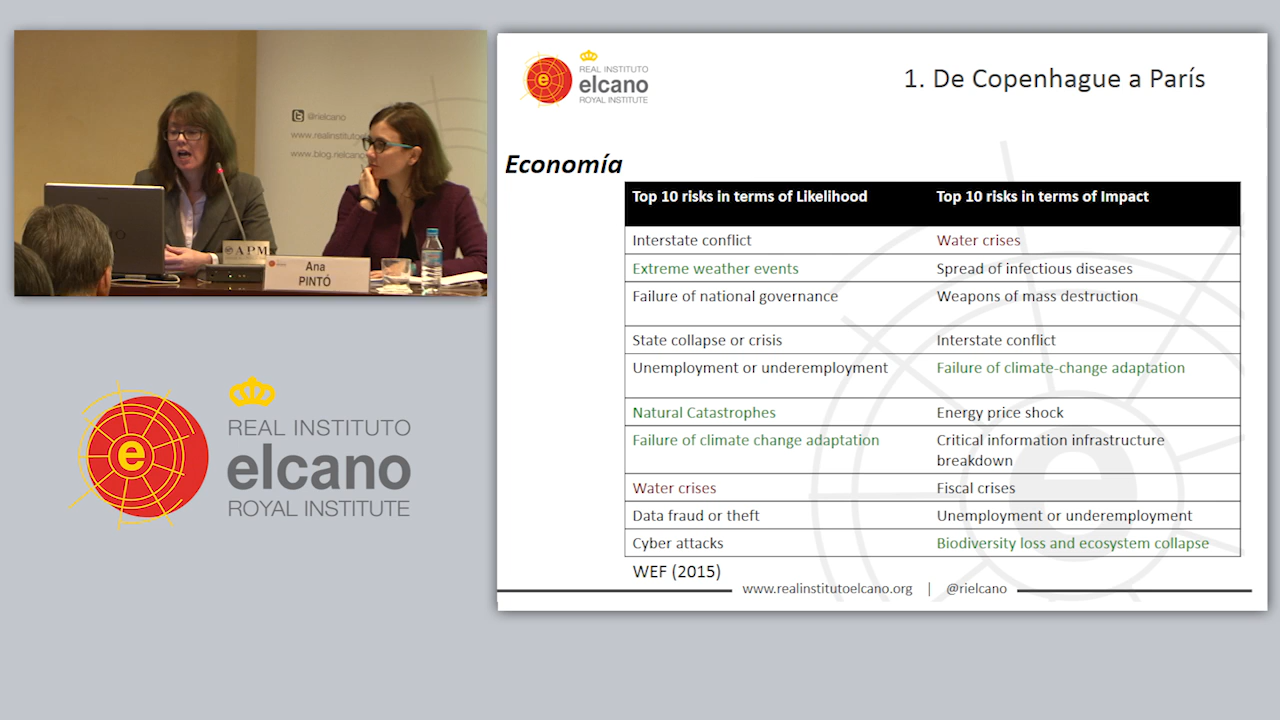 @rielcano
www.realinstitutoel
www.blog.rielcano
APM
Ana
PINTÓ
REAL INSTITUTO
elcano
ROYAL INSTITUTE
e
REAL INSTITUTO
elcano
ROYAL INSTITUTE
e
1. De Copenhague a París
Economía
Top 10 risks in terms of Likelihood Top 10 risks in terms of Impact
Interstate conflict Water crises
Extreme weather events Spread of infectious diseases
Failure of national governance Weapons of mass destruction
State collapse or crisis Interstate conflict
Unemployment or underemployment Failure of climate-change adaptation
Natural Catastrophes Energy price shock
Failure of climate change adaptation Critical information infrastructure
breakdown
Water crises Fiscal crises
Data fraud or theft Unemployment or underemployment
Cyber attacks Biodiversity loss and ecosystem collapse
WEF (2015)
www.realinstitutoelcano.org | @rielcano